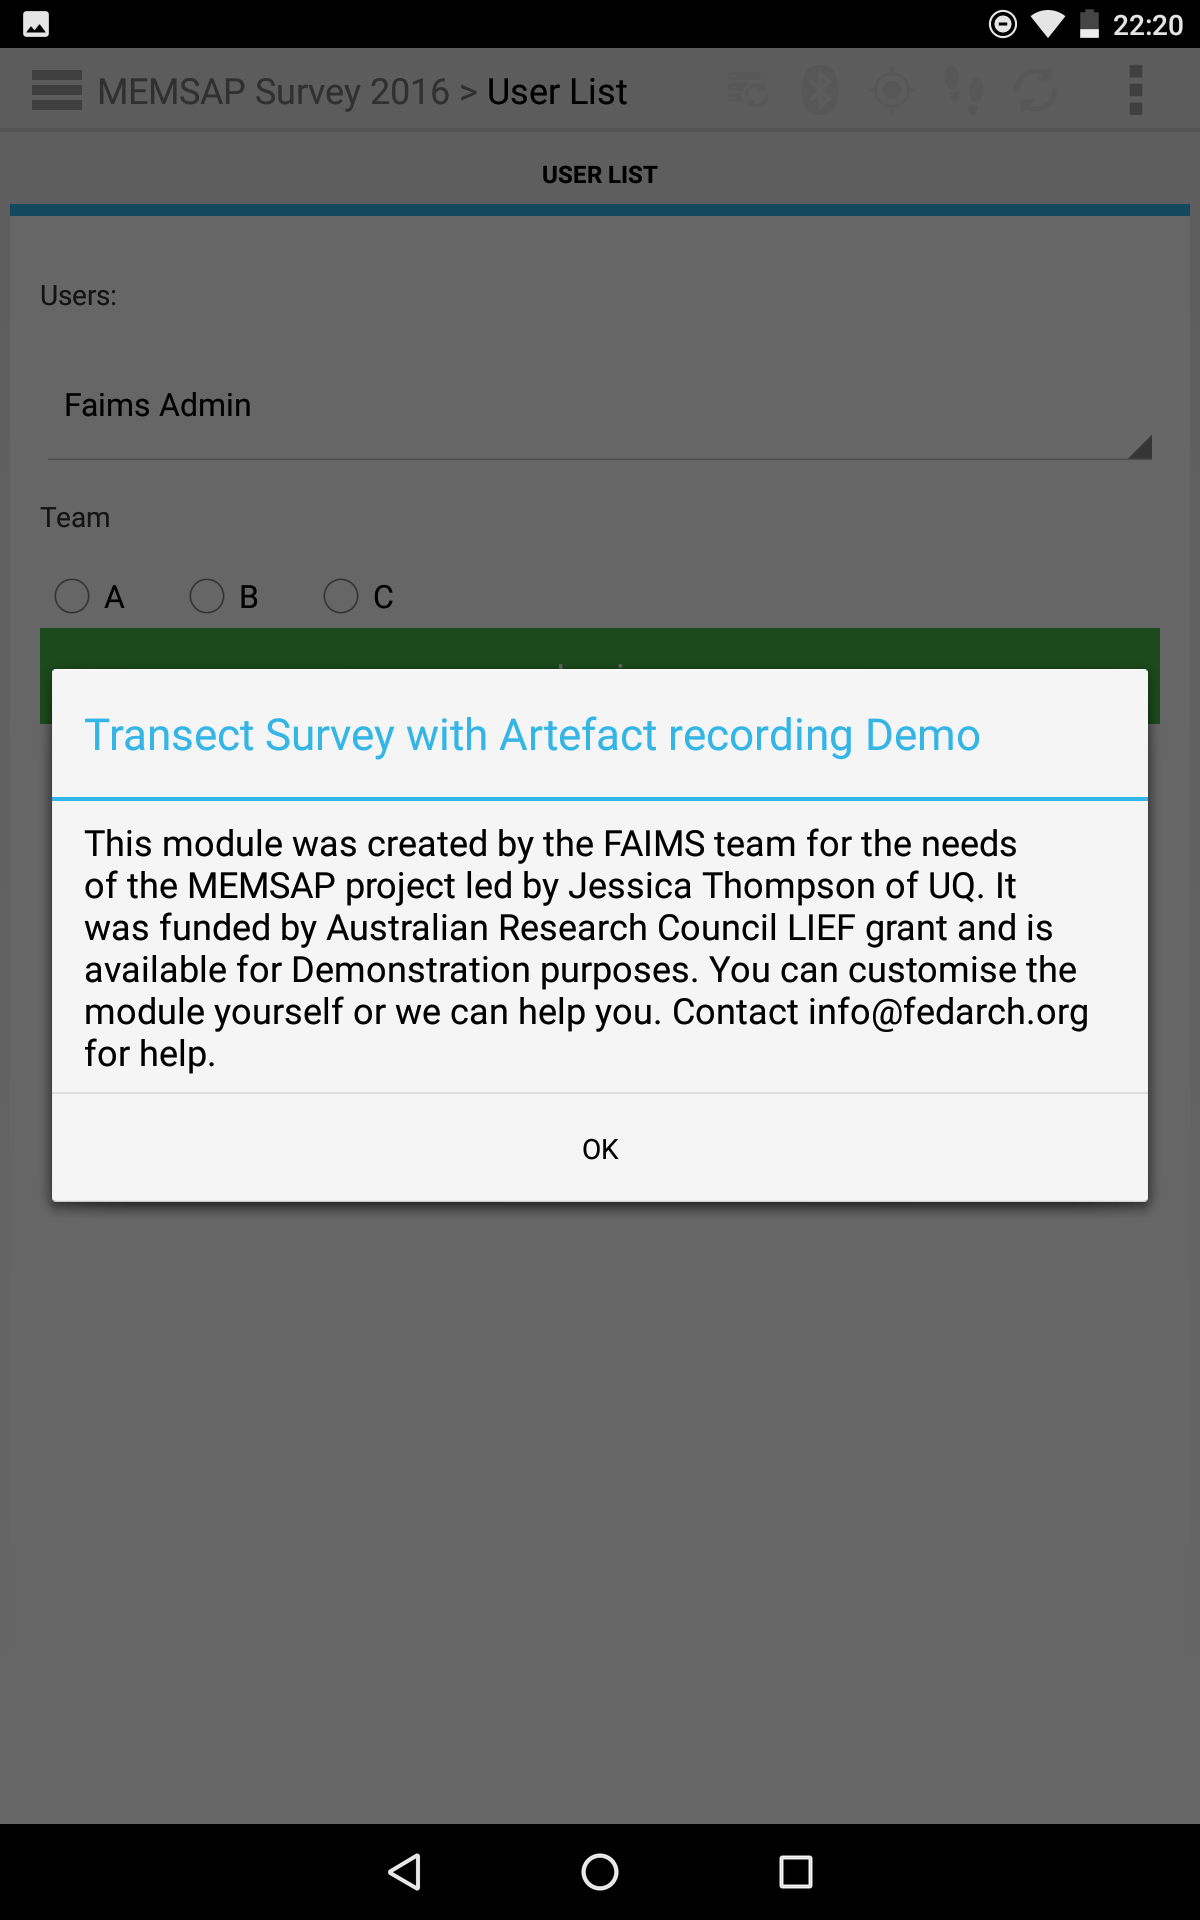 22:20
MEMSAP Survey 2016 > User List
USER LIST
Users:
Faims Admin
Team
A B C
Transect Survey with Artefact recording Demo
This module was created by the FAIMS team for the needs
of the MEMSAP project led by Jessica Thompson of UQ. It
was funded by Australian Research Council LIEF grant and is
available for Demonstration purposes. You can customise the
module yourself or we can help you. Contact info@fedarch.org
for help.
OK